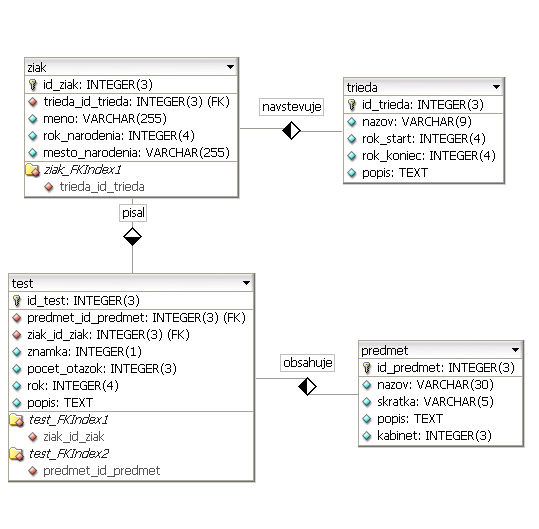 ziak
id_ziak: INTEGER(3)
trieda_id_trieda: INTEGER(3) (FK)
meno: VARCHAR(255)
rok_narodenia: INTEGER(4)
mesto_narodenia: VARCHAR(255)
ziak_FKIndex1
trieda_id_trieda
navstevuje
trieda
id_trieda: INTEGER(3)
nazov: VARCHAR(9)
rok_start: INTEGER(4)
rok_koniec: INTEGER(4)
popis: TEXT
pisal
test
id_test: INTEGER(3)
predmet_id_predmet: INTEGER(3) (FK)
ziak_id_ziak: INTEGER(3) (FK)
znamka: INTEGER(1)
pocet_otazok: INTEGER(3)
rok: INTEGER(4)
popis: TEXT
test_FKIndex1
ziak_id_ziak
test_FKIndex2
predmet_id_predmet
obsahuje
predmet
id_predmet: INTEGER(3)
nazov: VARCHAR(30)
skratka: VARCHAR(5)
popis: TEXT
kabinet: INTEGER(3)